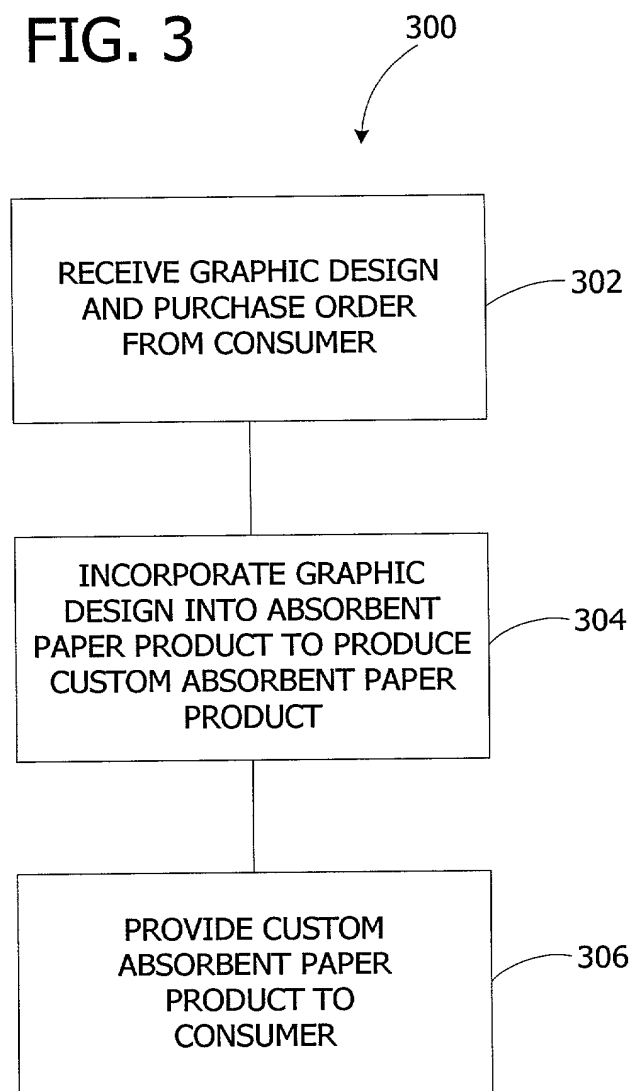 FIG. 3
300
RECEIVE GRAPHIC DESIGN
AND PURCHASE ORDER
FROM CONSUMER
302
INCORPORATE GRAPHIC
DESIGN INTO ABSORBENT
PAPER PRODUCT TO PRODUCE
CUSTOM ABSORBENT PAPER
PRODUCT
304
PROVIDE CUSTOM
ABSORBENT PAPER
PRODUCT TO
CONSUMER
306